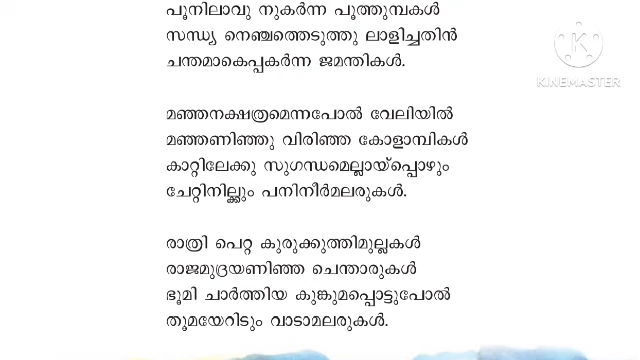 പൂനിലാവു നുകർന്ന പൂത്തുമ്പകൾ
സന്ധ്യ നെഞ്ചത്തെടുത്തു ലാളിച്ചതിൻ
ചന്തമാകെപ്പകർന്ന ജമന്തികൾ.
മഞ്ഞനക്ഷത്രമെന്നപോൽ വേലിയിൽ
മഞ്ഞണിഞ്ഞു വിരിഞ്ഞ കോളാമ്പികൾ
കാറ്റിലേക്കു സുഗന്ധമെല്ലായ്പ്പൊഴും
ചേറ്റിനില്ക്കും പനിനീർമലരുകൾ.
രാത്രി പെറ്റ കുരുക്കുത്തിമുല്ലകൾ
രാജമുദ്രയണിഞ്ഞ ചെന്താരുകൾ
ഭൂമി ചാർത്തിയ കുങ്കുമപ്പൊട്ടുപോൽ
തൂമയേറിടും വാടാമലരുകൾ.
K
KINEMASTER